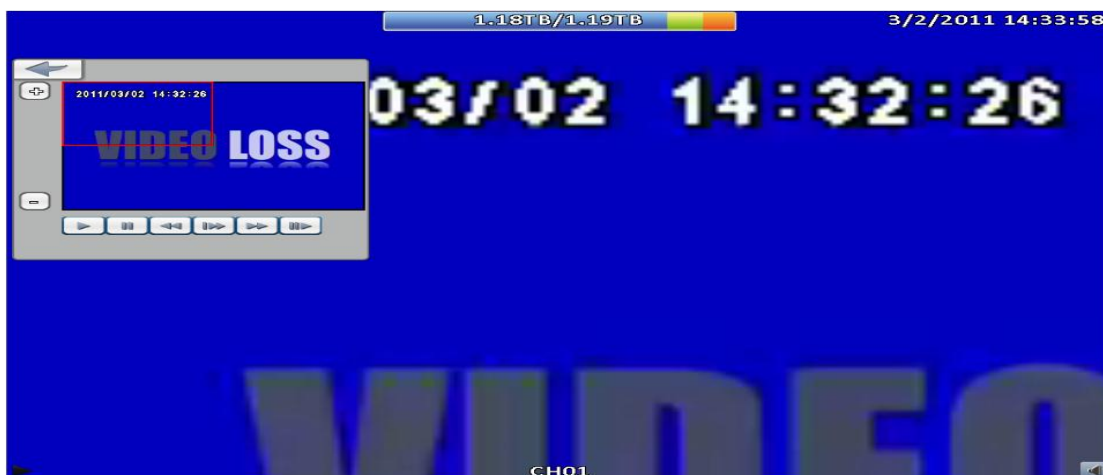 1.18TB/1.19TB
3/2/2011 14:33:58
2011/03/02 14:32:26
VIDEO LOSS
03/02 14:32:26
VIDEO
CH01